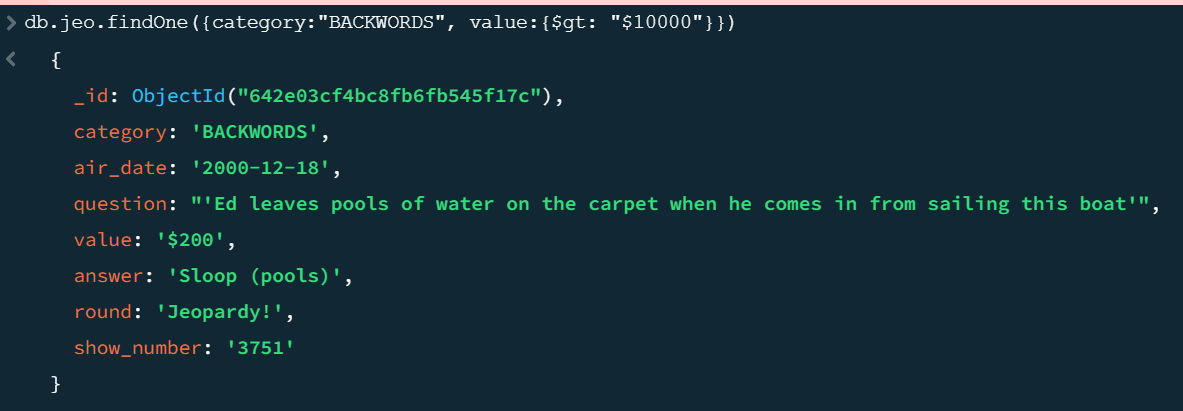 > db.jeo.findOne({category:"BACKWORDS", value:{$gt: "$10000"}})
< {
_id: ObjectId("642e03cf4bc8fb6fb545f17c"),
category: 'BACKWORDS',
air_date: '2000-12-18',
question: "'Ed leaves pools of water on the carpet when he comes in from sailing this boat'",
value: '$200',
answer: 'Sloop (pools)',
round: 'Jeopardy!',
show_number: '3751'
}